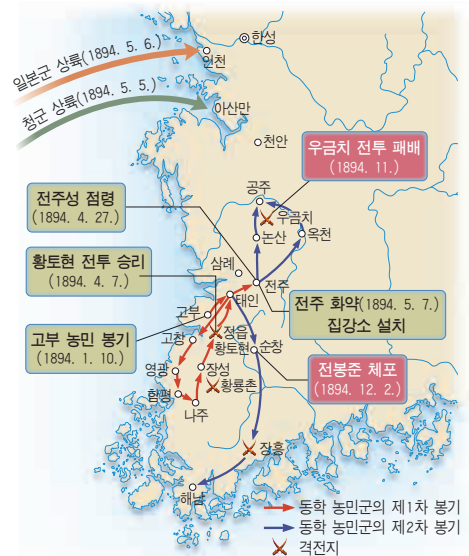 일본군 상륙(1894. 5. 6.)
청군 상륙(1894. 5. 5.)
한성
인천
아산만
천안
우금치 전투 패배
(1894. 11.)
공주
우금치
논산
옥천
전주성 점령
(1894. 4. 27.)
삼례
전주
황토현 전투 승리
(1894. 4. 7.)
태인
전주 화약(1894. 5. 7.)
집강소 설치
고부
정읍
고부 농민 봉기
(1894. 1. 10.)
고창
황토현
순창
전봉준 체포
(1894. 12. 2.)
영광
장성
황룡촌
함평
나주
장흥
해남
동학 농민군의 제1차 봉기
동학 농민군의 제2차 봉기
격전지